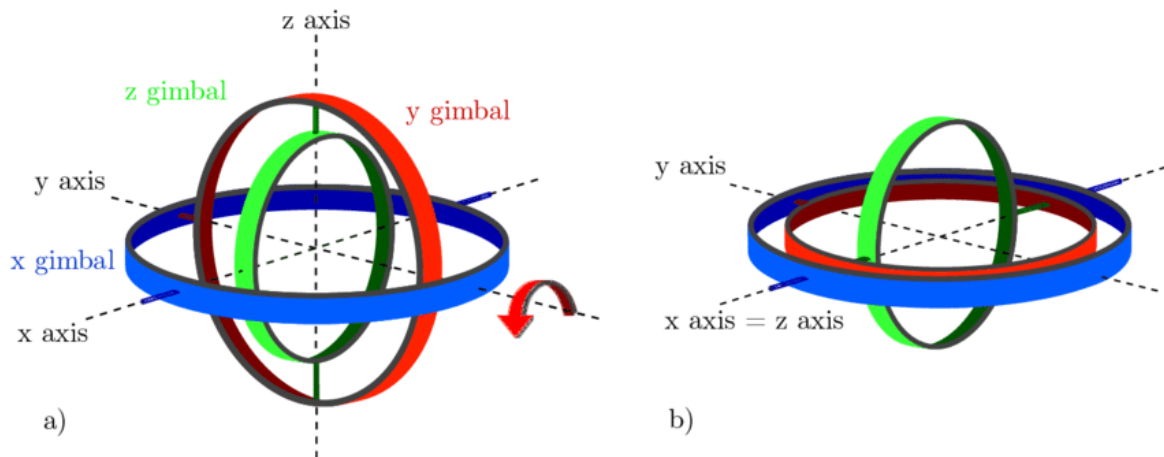 z axis
z gimbal
y gimbal
y axis
x gimbal
x axis
a)
y axis
x axis = z axis
b)